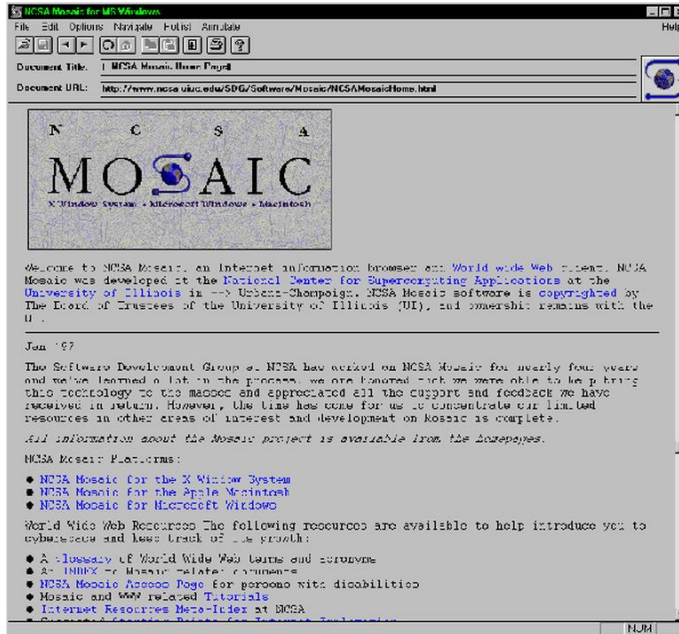 NCSA Mosaic for MS Windows
File Edit Options Navigate Hotlist Annotate Help
Document Title: NCSA Mosaic Home Page
Document URL: http://www.ncsa.uiuc.edu/SDG/Software/Mosaic/NCSAMosaicHome.html
N C S A
MOSAIC
X Window System • Microsoft Windows • Macintosh
Welcome to NCSA Mosaic, an Internet information browser and World Wide Web client. NCSA
Mosaic was developed at the National Center for Supercomputing Applications at the
University of Illinois in --> Urbana-Champaign. NCSA Mosaic software is copyrighted by
The Board of Trustees of the University of Illinois (UI), and ownership remains with the
UI.
Jan '97
The Software Development Group at NCSA has worked on NCSA Mosaic for nearly four years
and we've learned a lot in the process. We are honored that we were able to help bring
this technology to the masses and appreciated all the support and feedback we have
received in return. However, the time has come for us to concentrate our limited
resources in other areas of interest and development on Mosaic is complete.
All information about the Mosaic project is available from the homepages.
NCSA Mosaic Platforms:
NCSA Mosaic for the X Window System
NCSA Mosaic for the Apple Macintosh
NCSA Mosaic for Microsoft Windows
World Wide Web Resources The following resources are available to help introduce you to
cyberspace and keep track of its growth:
A glossary of World Wide Web terms and acronyms
An INDEX to Mosaic related documents
NCSA Mosaic Access Page for persons with disabilities
Mosaic and WWW related Tutorials
Internet Resources Meta-Index at NCSA
Starting Points for Internet
NUM